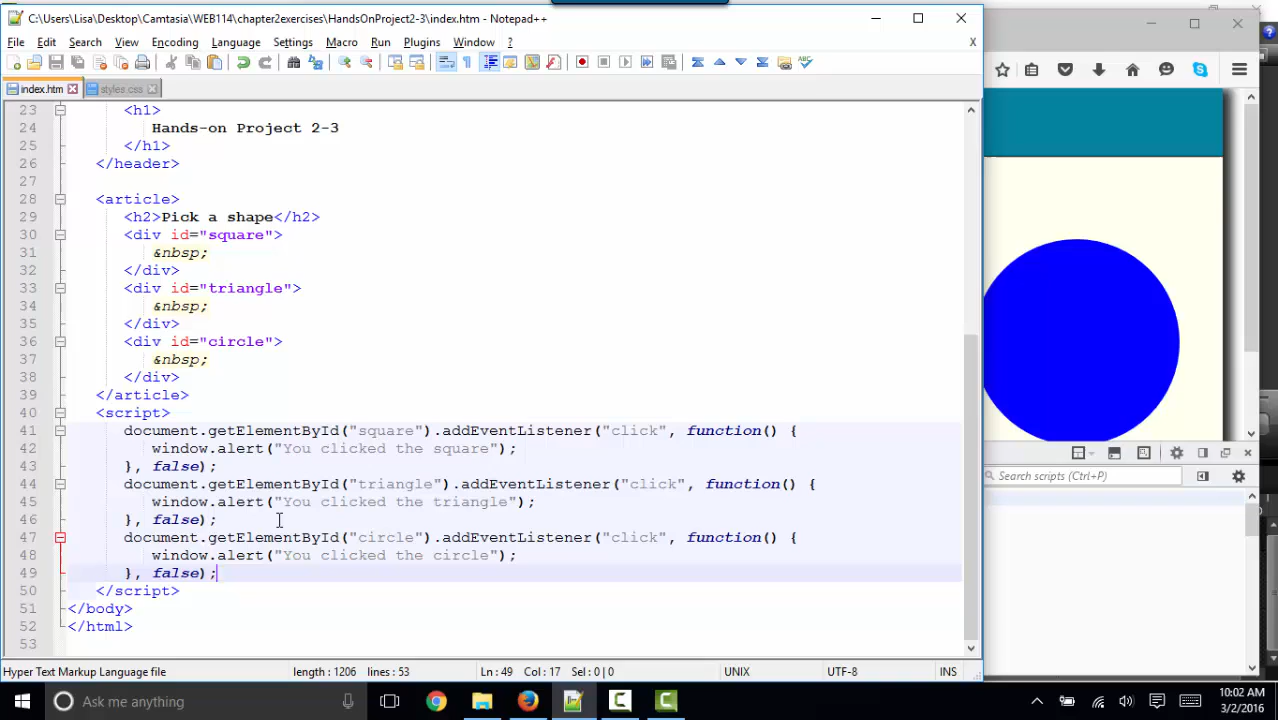 C:\Users\Lisa\Desktop\Camtasia\WEB114\chapter2exercises\HandsOnProject2-3\index.htm - Notepad++
File Edit Search View Encoding Language Settings Macro Run Plugins Window ? X
index.htm styles.css
23 <h1>
24 Hands-on Project 2-3
25 </h1>
26 </header>
27
28 <article>
29 <h2>Pick a shape</h2>
30 <div id="square">
31 &nbsp;
32 </div>
33 <div id="triangle">
34 &nbsp;
35 </div>
36 <div id="circle">
37 &nbsp;
38 </div>
39 </article>
40 <script>
41 document.getElementById("square").addEventListener("click", function() {
42 window.alert("You clicked the square");
43 }, false);
44 document.getElementById("triangle").addEventListener("click", function() {
45 window.alert("You clicked the triangle");
46 }, false);
47 document.getElementById("circle").addEventListener("click", function() {
48 window.alert("You clicked the circle");
49 }, false);
50 </script>
51 </body>
52 </html>
53
Search scripts (Ctrl+P)
Hyper Text Markup Language file length : 1206 lines : 53 Ln : 49 Col : 17 Sel : 0 | 0 UNIX UTF-8 INS
Ask me anything
10:02 AM
3/2/2016